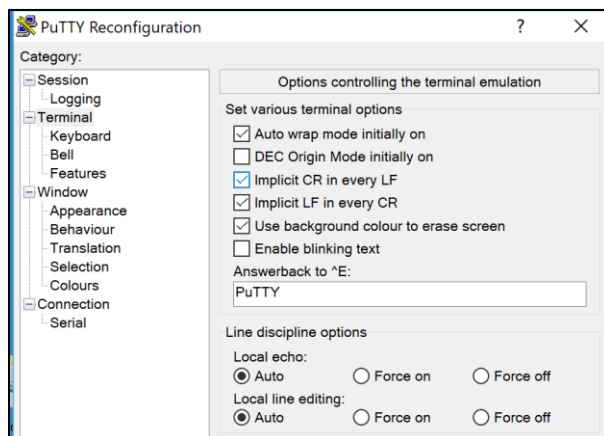 PuTTY Reconfiguration ?
Category:
Session
Logging
Terminal
Keyboard
Bell
Features
Window
Appearance
Behaviour
Translation
Selection
Colours
Connection
Serial
Options controlling the terminal emulation
Set various terminal options
Auto wrap mode initially on
DEC Origin Mode initially on
Implicit CR in every LF
Implicit LF in every CR
Use background colour to erase screen
Enable blinking text
Answerback to ^E:
PuTTY
Line discipline options
Local echo:
Auto Force on Force off
Local line editing:
Auto Force on Force off